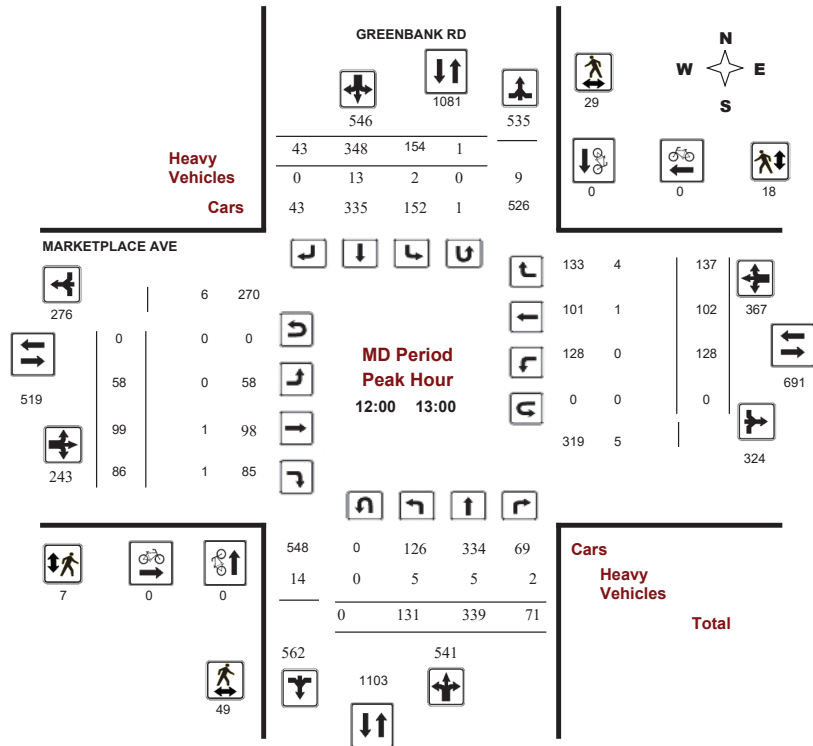 GREENBANK RD
N
W E
S
1081
29
546 535
43 348 154 1
Heavy
Vehicles
0 13 2 0 9
0 0 18
Cars
43 335 152 1 526
MARKETPLACE AVE
276
6 270
133 4 137
367
0 0 0
101 1 102
519
MD Period
Peak Hour
12:00 13:00
58 0 58
128 0 128
691
99 1 98
0 0 0
243
86 1 85
319 5
324
548 0 126 334 69
Cars
14 0 5 5 2
Heavy
Vehicles
7 0 0
0 131 339 71
Total
562 541
1103
49